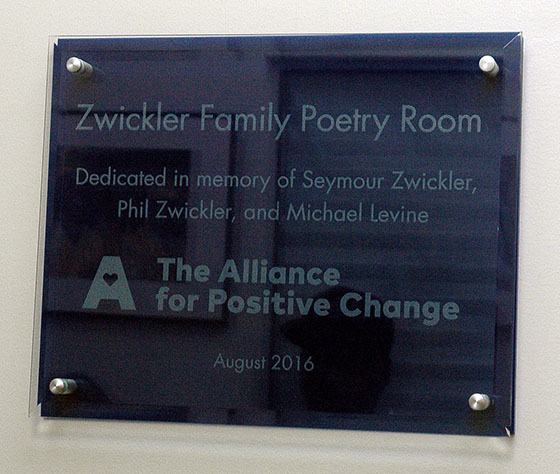 Zwickler Family Poetry Room
Dedicated in memory of Seymour Zwickler,
Phil Zwickler, and Michael Levine
A The Alliance
for Positive Change
August 2016